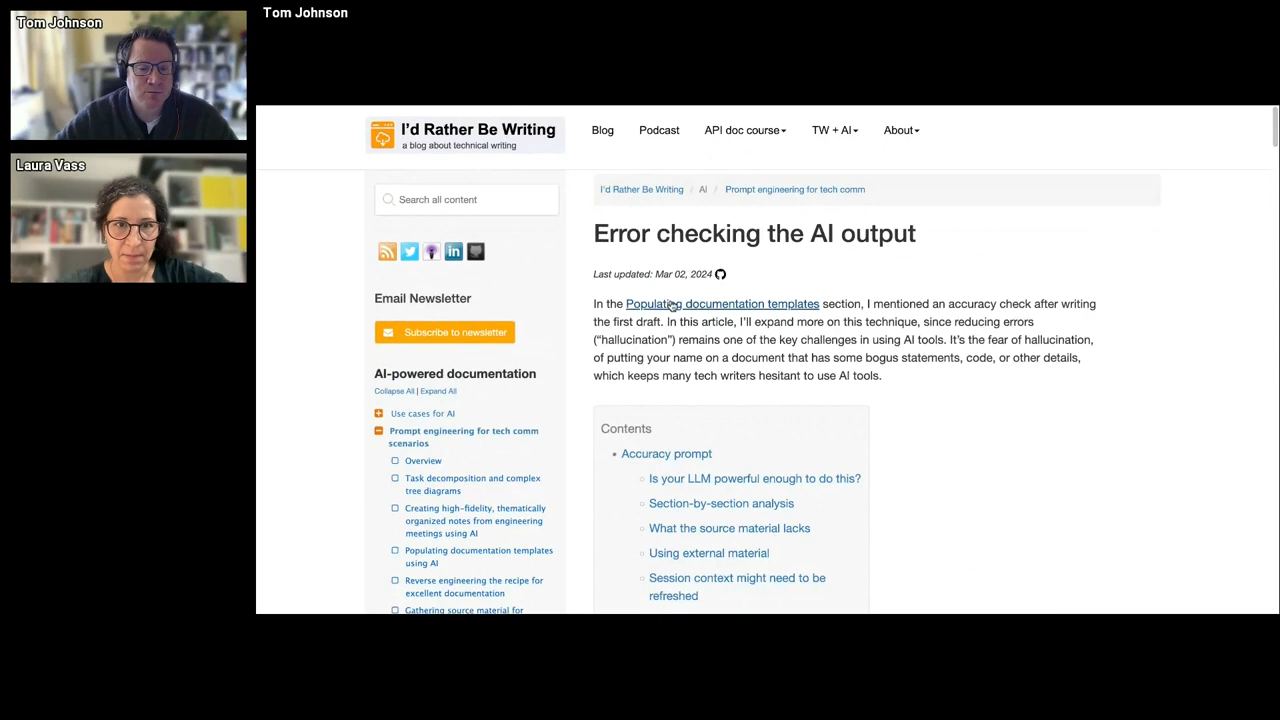 Tom Johnson
Laura Vass
Tom Johnson
I'd Rather Be Writing
a blog about technical writing
Blog
Podcast
API doc course
TW + AI
About
Search all content
Email Newsletter
Subscribe to newsletter
AI-powered documentation
Collapse All | Expand All
Use cases for AI
Prompt engineering for tech comm
scenarios
Overview
Task decomposition and complex
tree diagrams
Creating high-fidelity, thematically
organized notes from engineering
meetings using AI
Populating documentation templates
using AI
Reverse engineering the recipe for
excellent documentation
Gathering source material for
I'd Rather Be Writing / AI / Prompt engineering for tech comm
Error checking the AI output
Last updated: Mar 02, 2024
In the Populating documentation templates section, I mentioned an accuracy check after writing
the first draft. In this article, I'll expand more on this technique, since reducing errors
(“hallucination”) remains one of the key challenges in using AI tools. It's the fear of hallucination,
of putting your name on a document that has some bogus statements, code, or other details,
which keeps many tech writers hesitant to use AI tools.
Contents
Accuracy prompt
Is your LLM powerful enough to do this?
Section-by-section analysis
What the source material lacks
Using external material
Session context might need to be
refreshed